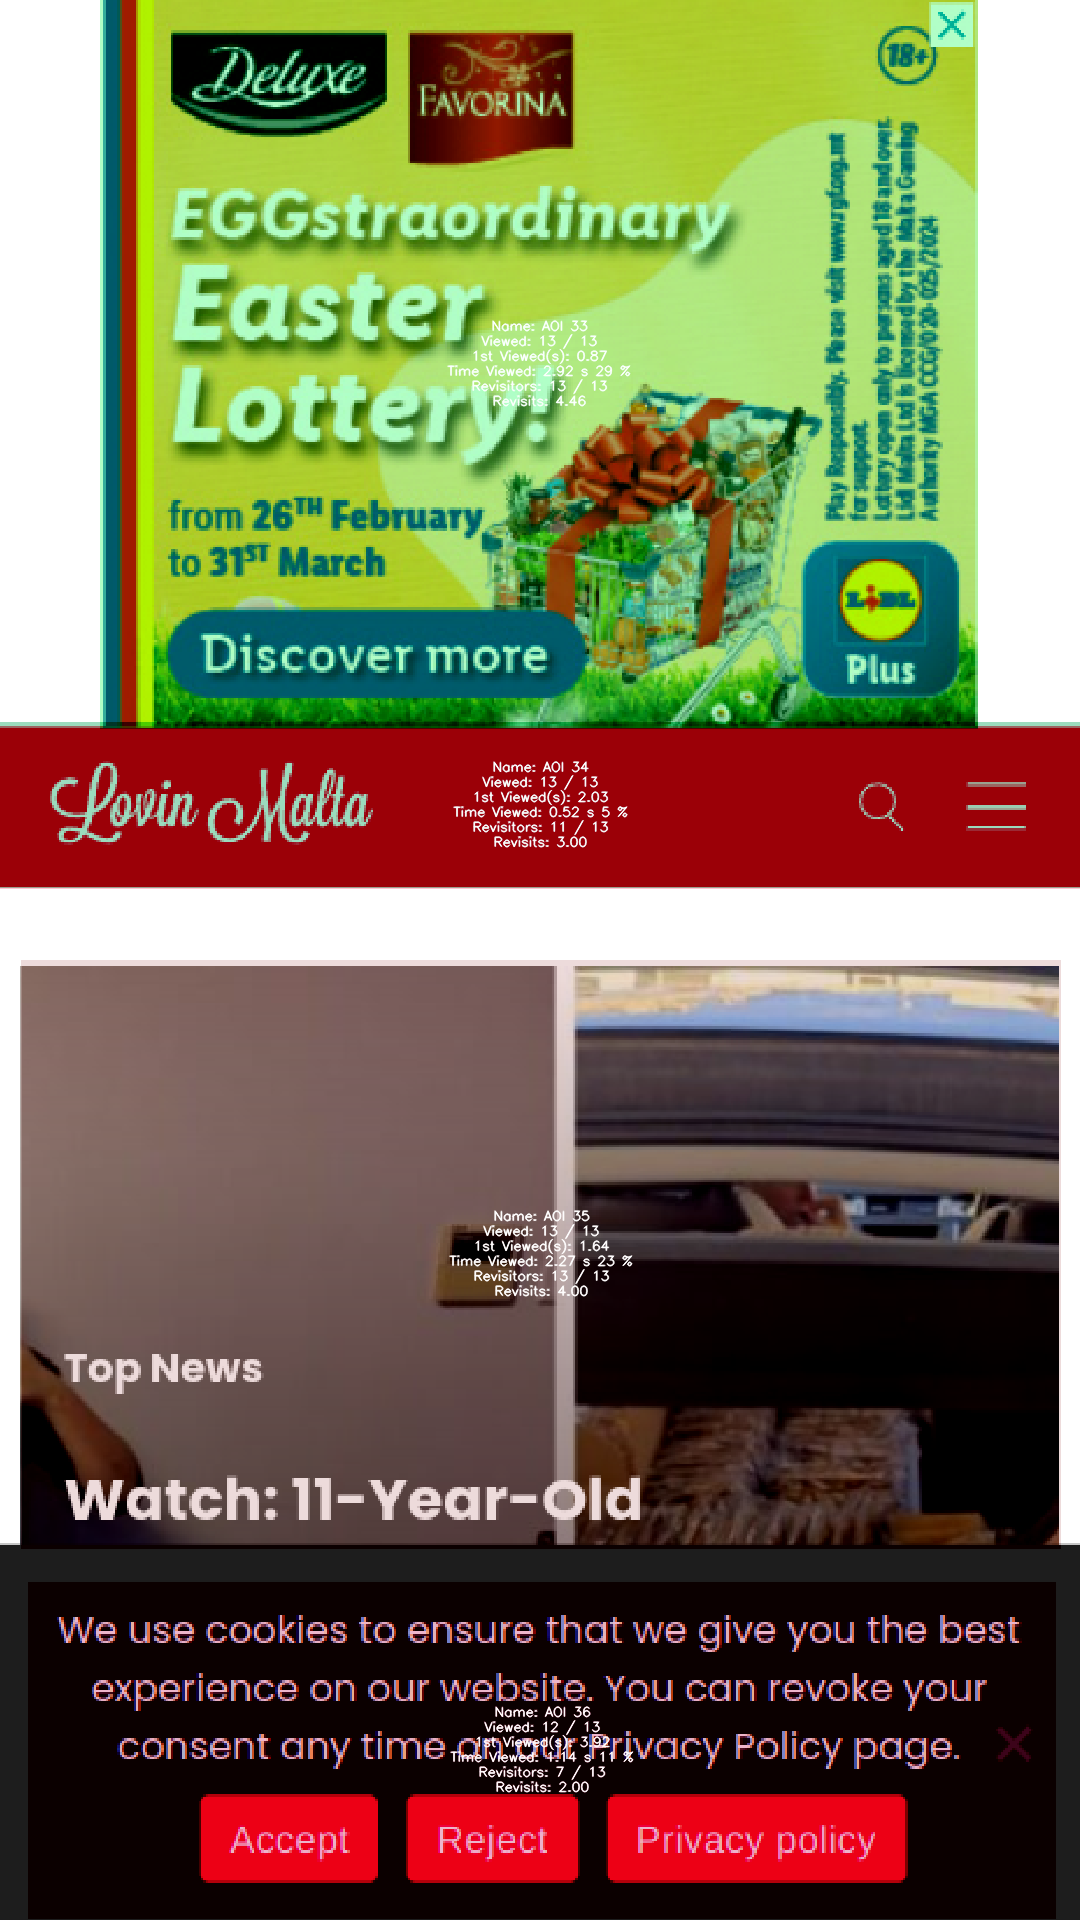 Deluxe
FAVORINA
18+
EGGstraordinary
Easter
Lottery!
from 26TH February
to 31ST March
Discover more
Play Responsibly. Please visit www.rgf.org.mt
for support.
Lottery open only to persons aged 18 and over.
Lidl Malta Ltd is licensed by the Malta Gaming
Authority MGA CCG/020-025/2024
LIDL
Plus
Name: AOI 33
Viewed: 13 / 13
1st Viewed(s): 0.87
Time Viewed: 2.92 s 29 %
Revisitors: 13 / 13
Revisits: 4.46
Lovin Malta
Name: AOI 34
Viewed: 13 / 13
1st Viewed(s): 2.03
Time Viewed: 0.52 s 5 %
Revisitors: 11 / 13
Revisits: 3.00
Name: AOI 35
Viewed: 13 / 13
1st Viewed(s): 1.64
Time Viewed: 2.27 s 23 %
Revisitors: 13 / 13
Revisits: 4.00
Top News
Watch: 11-Year-Old
We use cookies to ensure that we give you the best
experience on our website. You can revoke your
consent any time on our Privacy Policy page.
Name: AOI 36
Viewed: 12 / 13
1st Viewed(s): 3.92
Time Viewed: 1.14 s 11 %
Revisitors: 7 / 13
Revisits: 2.00
Accept
Reject
Privacy policy